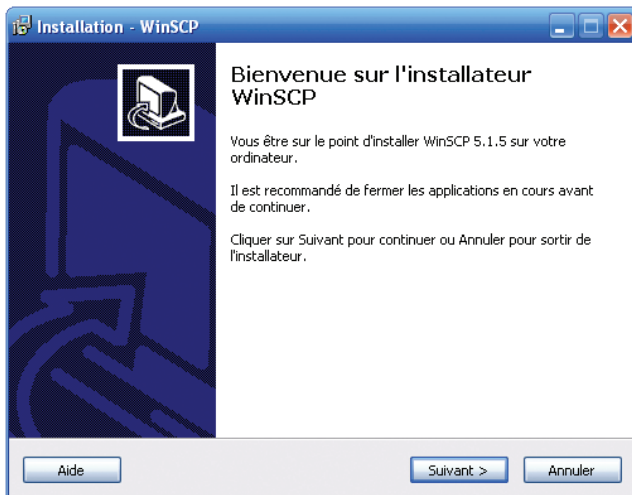 Installation - WinSCP
Bienvenue sur l'installateur
WinSCP
Vous être sur le point d'installer WinSCP 5.1.5 sur votre
ordinateur.
Il est recommandé de fermer les applications en cours avant
de continuer.
Cliquer sur Suivant pour continuer ou Annuler pour sortir de
l'installateur.
Aide
Suivant >
Annuler